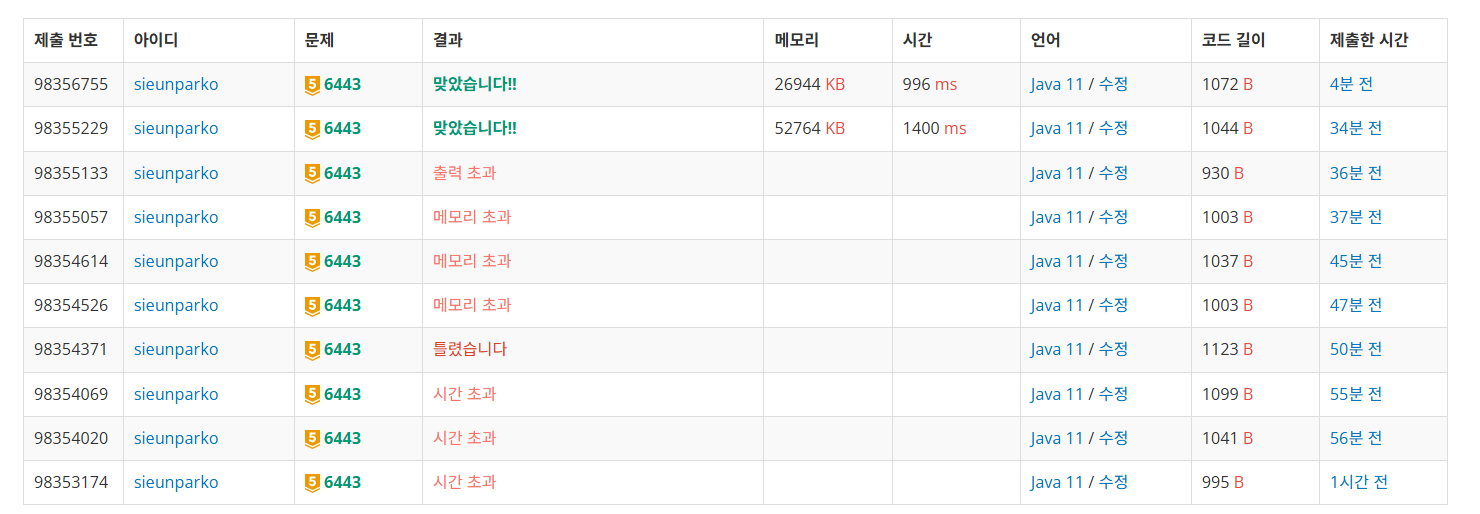 제출 번호 아이디 문제 결과 메모리 시간 언어 코드 길이 제출한 시간
98356755 sieunparko 5 6443 맞았습니다!! 26944 KB 996 ms Java 11 / 수정 1072 B 4분 전
98355229 sieunparko 5 6443 맞았습니다!! 52764 KB 1400 ms Java 11 / 수정 1044 B 34분 전
98355133 sieunparko 5 6443 출력 초과 Java 11 / 수정 930 B 36분 전
98355057 sieunparko 5 6443 메모리 초과 Java 11 / 수정 1003 B 37분 전
98354614 sieunparko 5 6443 메모리 초과 Java 11 / 수정 1037 B 45분 전
98354526 sieunparko 5 6443 메모리 초과 Java 11 / 수정 1003 B 47분 전
98354371 sieunparko 5 6443 틀렸습니다 Java 11 / 수정 1123 B 50분 전
98354069 sieunparko 5 6443 시간 초과 Java 11 / 수정 1099 B 55분 전
98354020 sieunparko 5 6443 시간 초과 Java 11 / 수정 1041 B 56분 전
98353174 sieunparko 5 6443 시간 초과 Java 11 / 수정 995 B 1시간 전